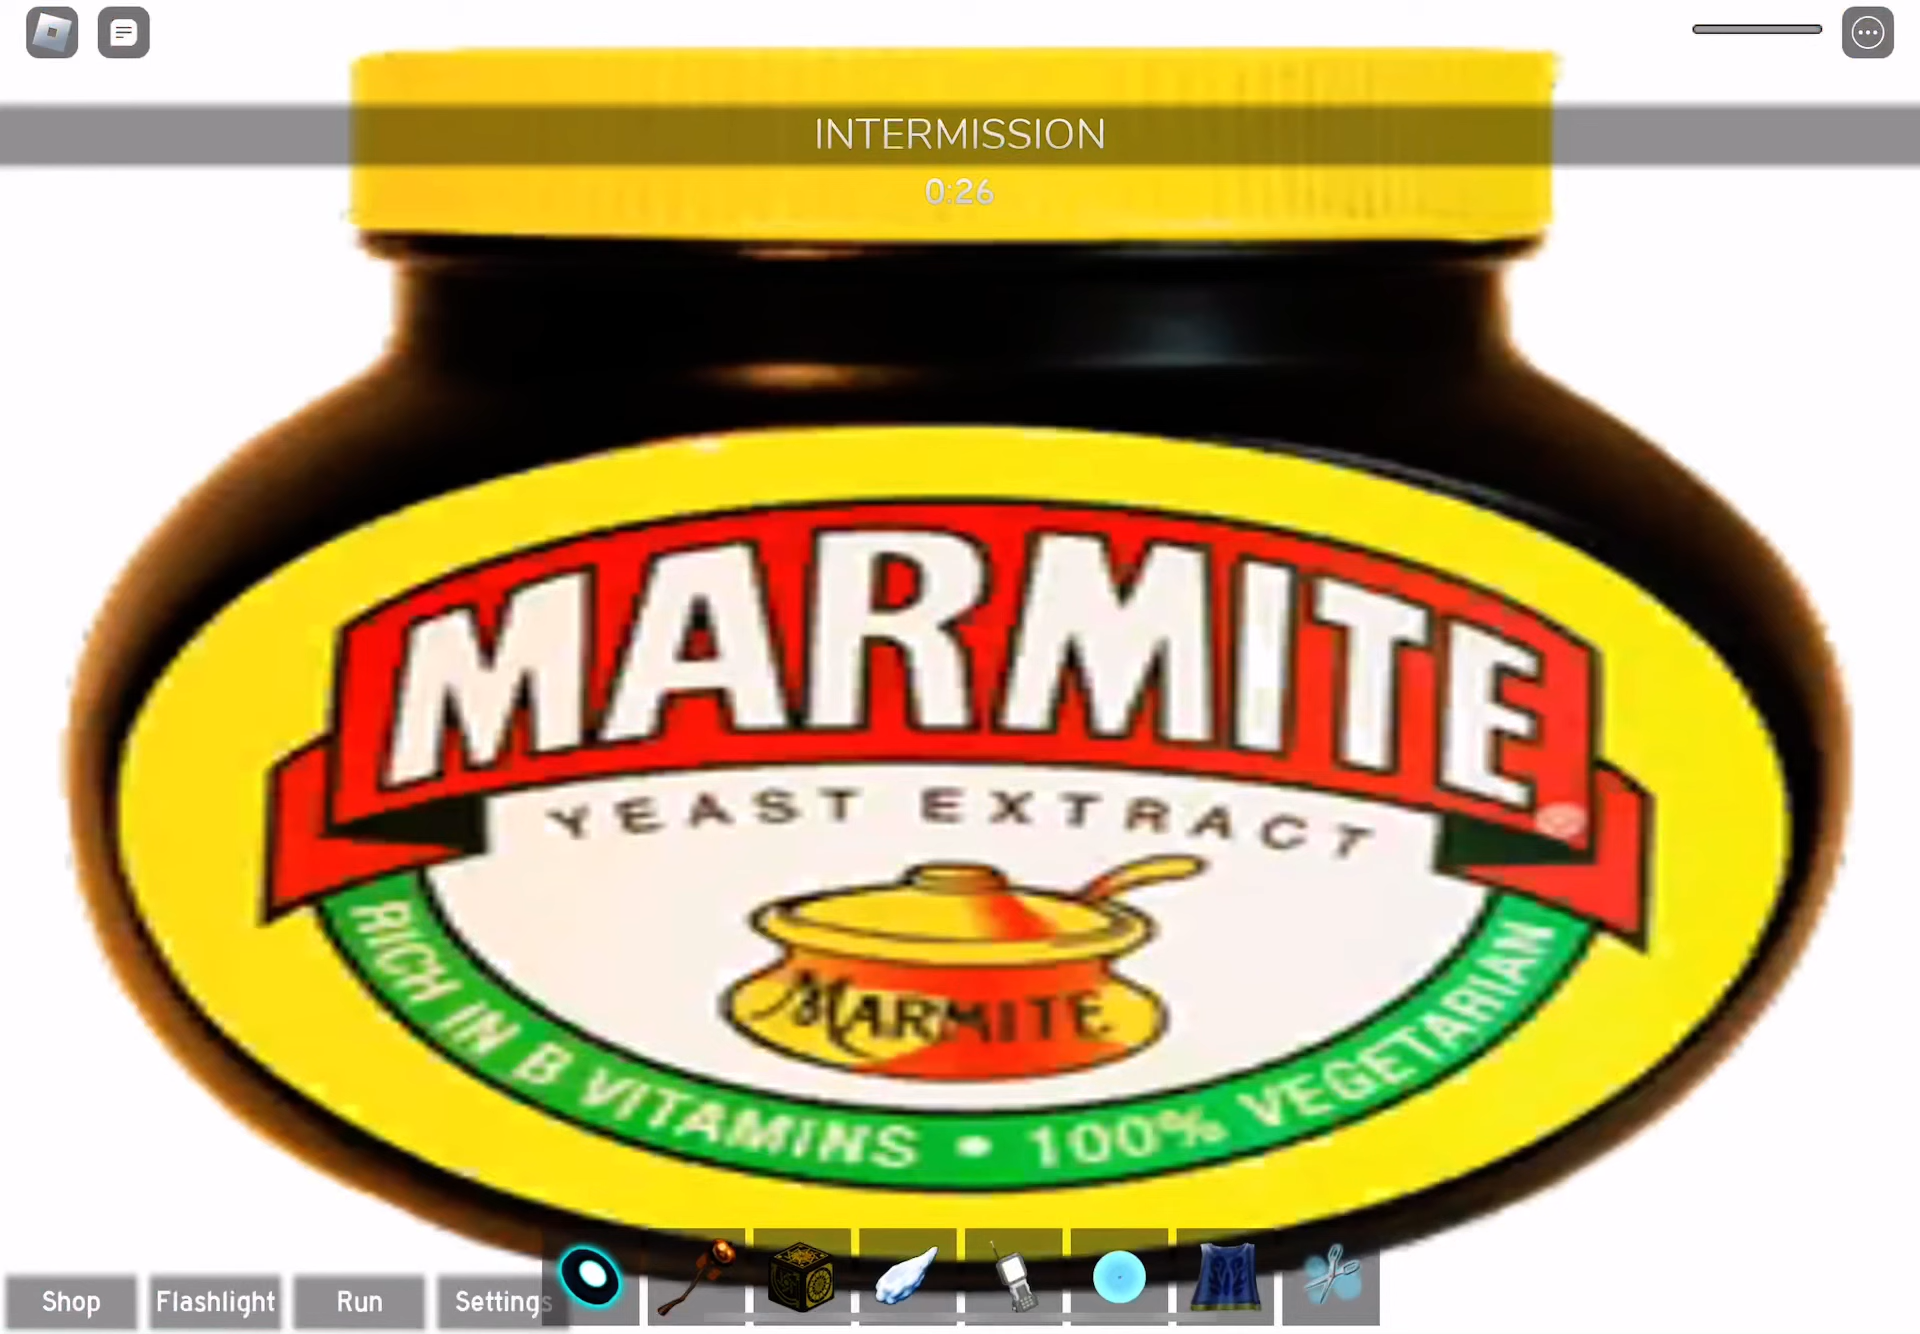 INTERMISSION
0:26
MARMITE
®
YEAST EXTRACT
MARMITE
RICH IN B VITAMINS • 100% VEGETARIAN
Shop
Flashlight
Run
Settings